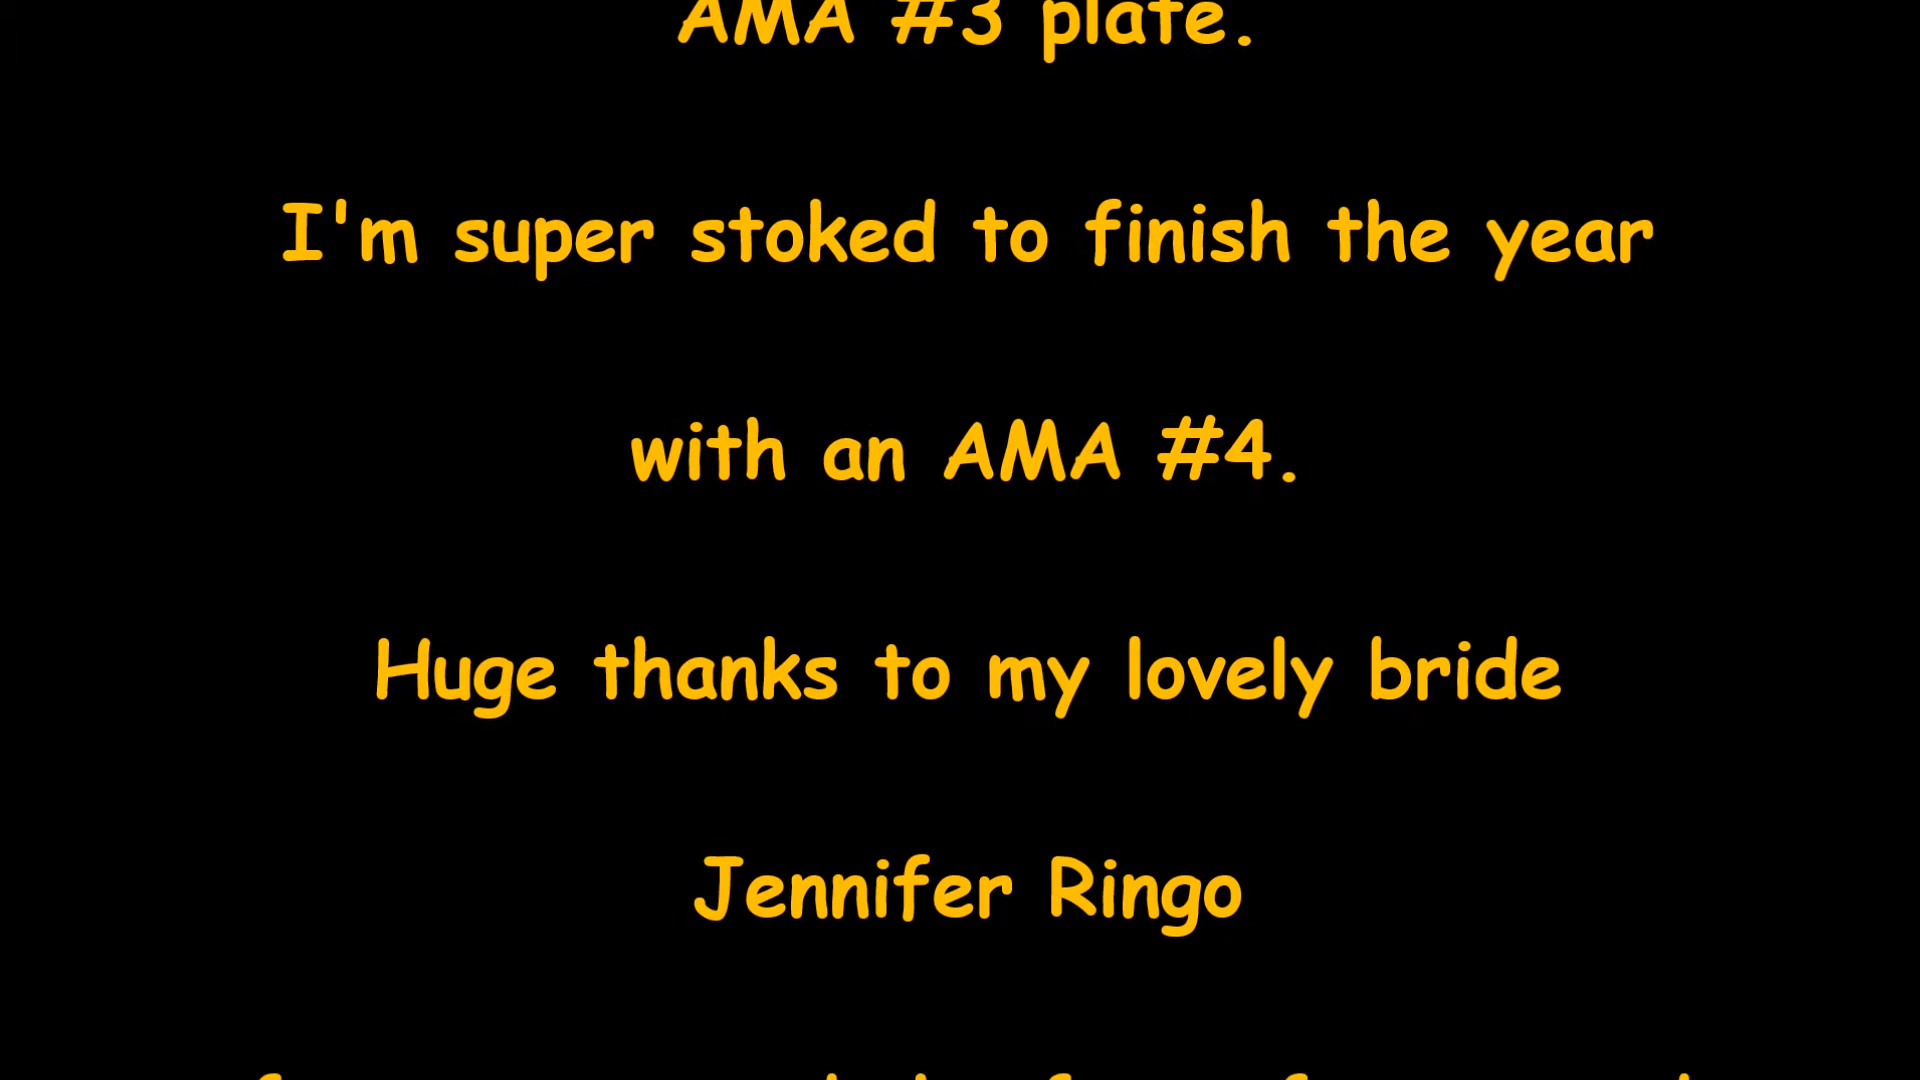 AMA #3 plate.
I'm super stoked to finish the year
with an AMA #4.
Huge thanks to my lovely bride
Jennifer Ringo